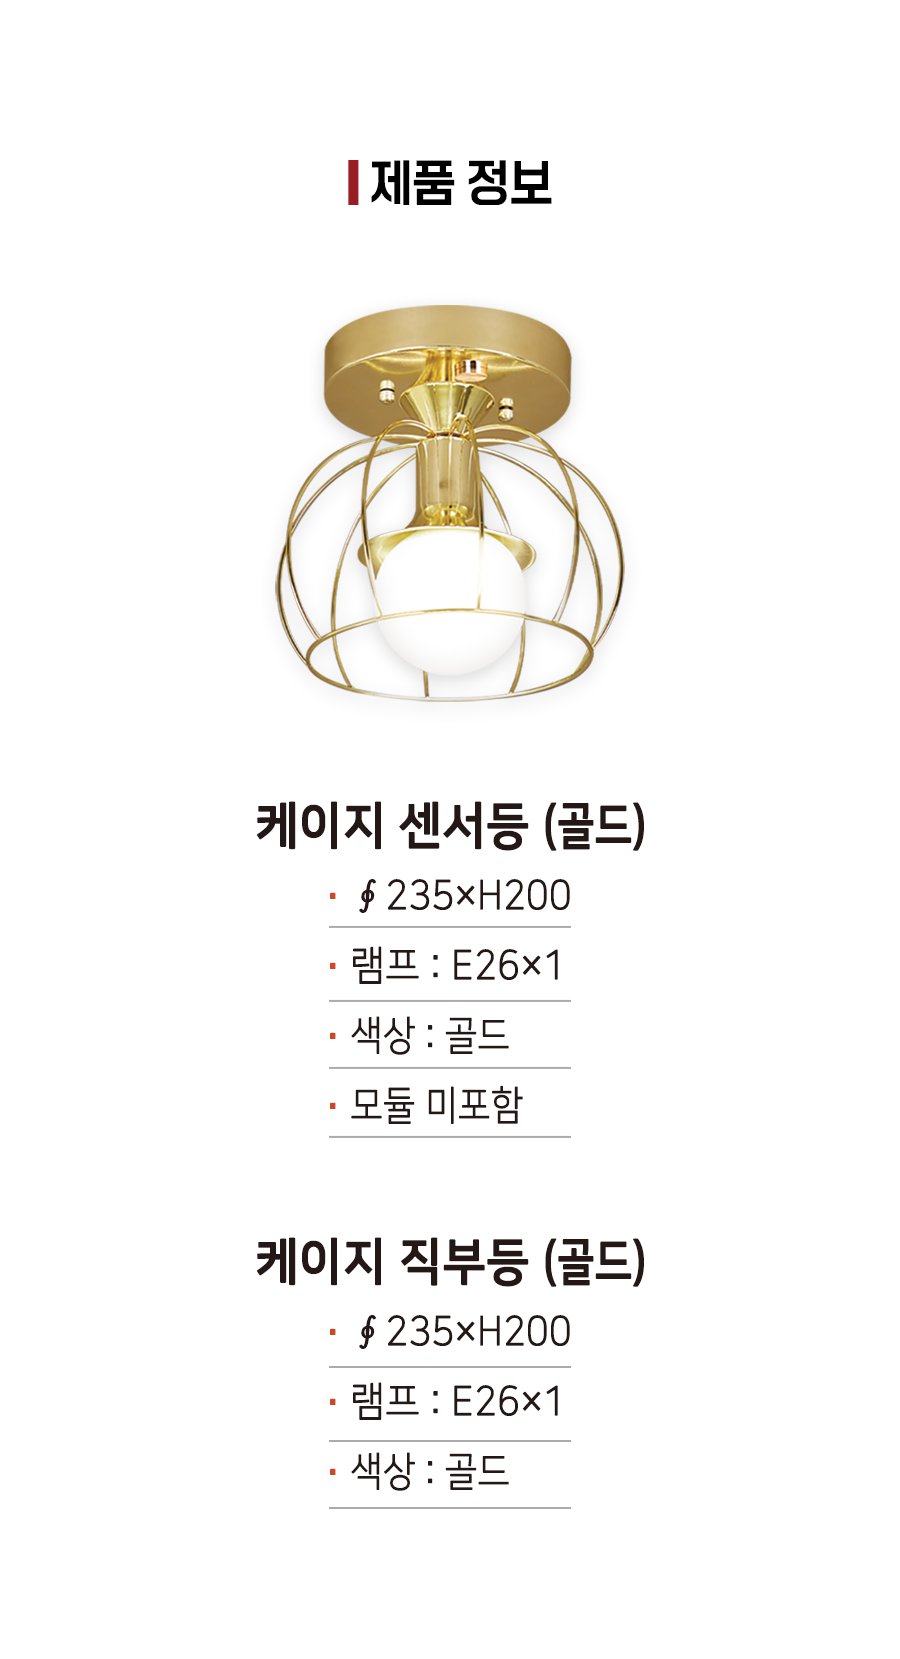 제품 정보
케이지 센서등 (골드)
· ∮ 235×H200
· 램프 : E26×1
· 색상 : 골드
· 모듈 미포함
케이지 직부등 (골드)
· ∮ 235×H200
· 램프 : E26×1
· 색상 : 골드